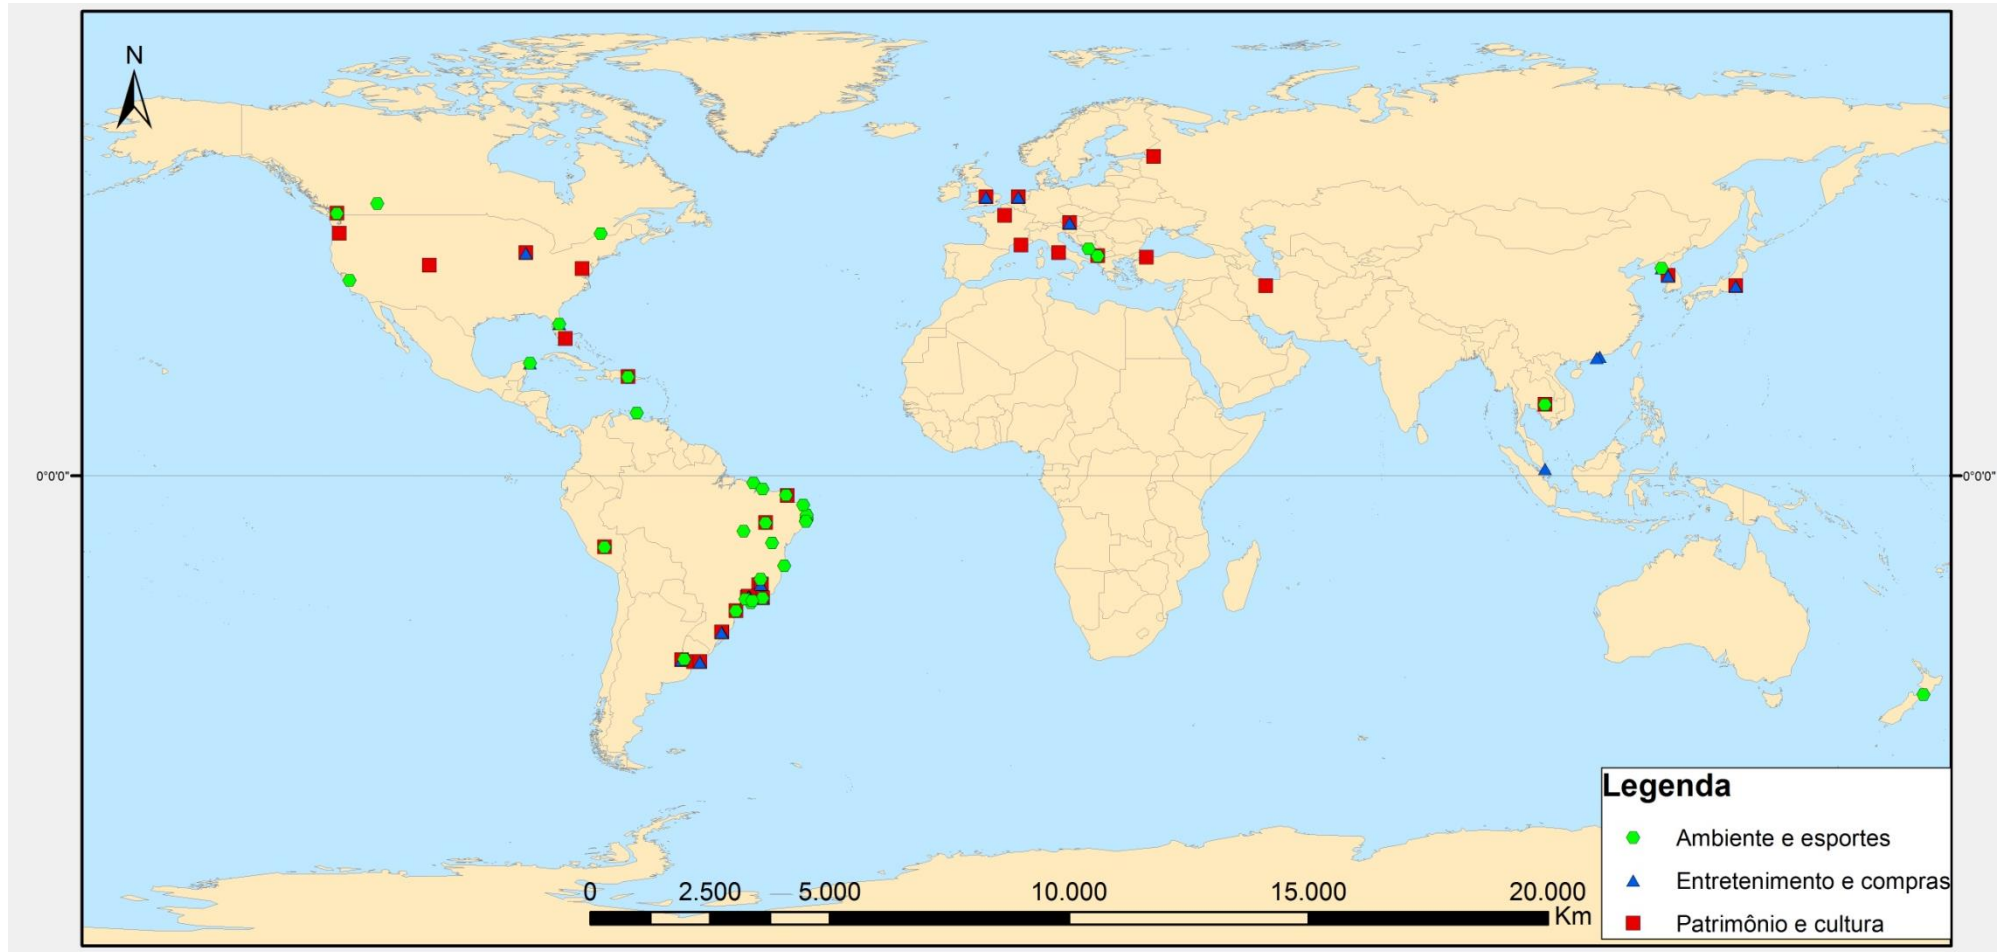 N
0°0'0"
0°0'0"
Legenda
Ambiente e esportes
Entretenimento e compras
Patrimônio e cultura
0 2.500 5.000 10.000 15.000 20.000
Km